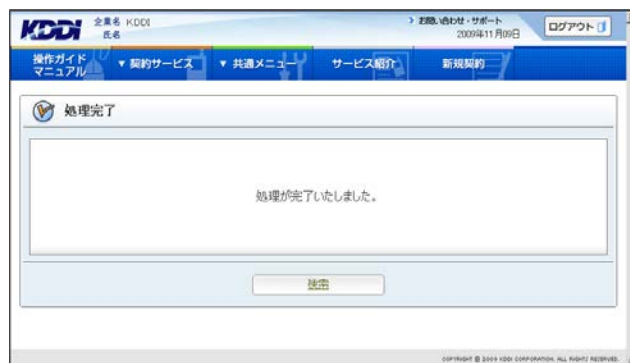 KDDI
企業名 KDDI
氏名
お問い合わせ・サポート
2009年11月09日
ログアウト
操作ガイド
マニュアル
▼ 契約サービス
▼ 共通メニュー
サービス紹介
新規契約
処理完了
処理が完了いたしました。
検索
COPYRIGHT © 2009 KDDI CORPORATION. ALL RIGHTS RESERVED.